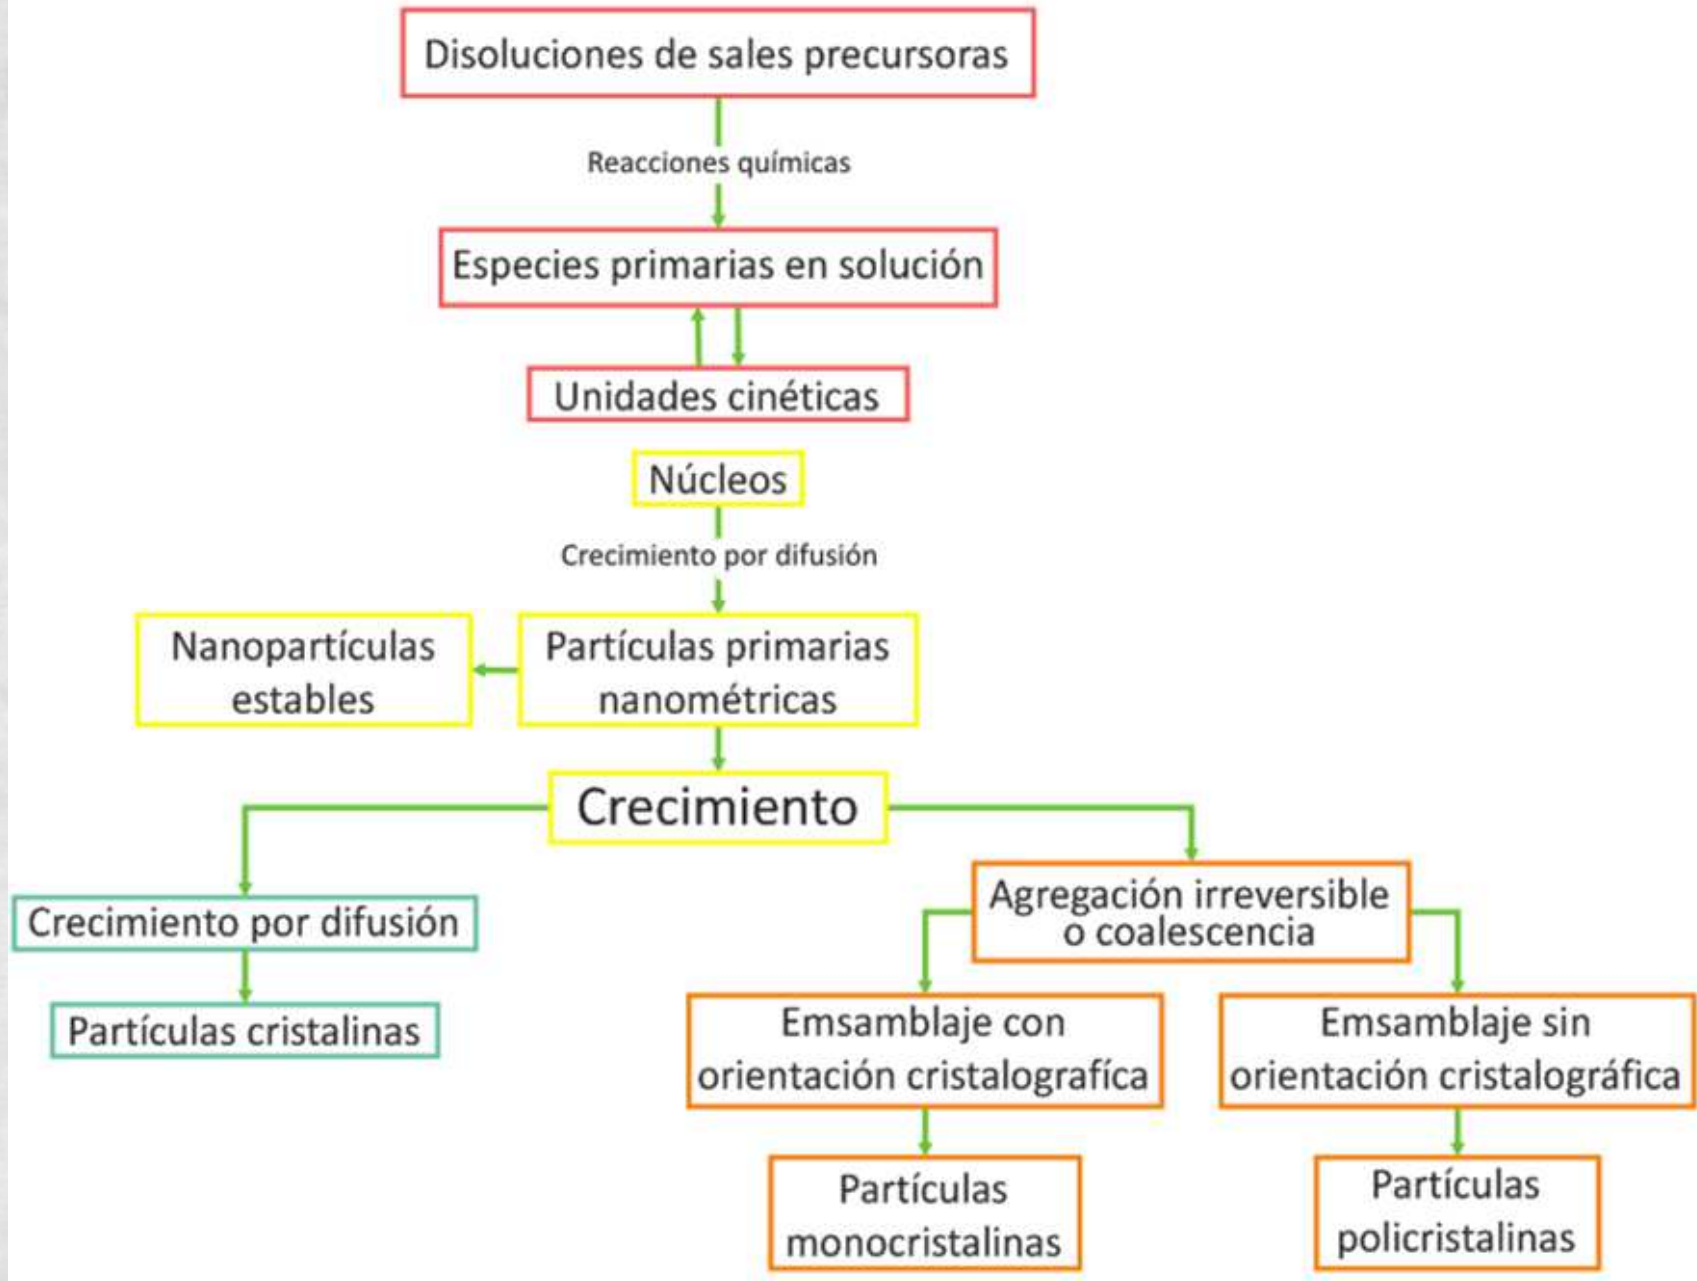 Disoluciones de sales precursoras
Reacciones químicas
Especies primarias en solución
Unidades cinéticas
Núcleos
Crecimiento por difusión
Nanopartículas
estables
Partículas primarias
nanométricas
Crecimiento
Crecimiento por difusión
Partículas cristalinas
Agregación irreversible
o coalescencia
Emsamblaje con
orientación cristalografíca
Emsamblaje sin
orientación cristalográfica
Partículas
monocristalinas
Partículas
policristalinas